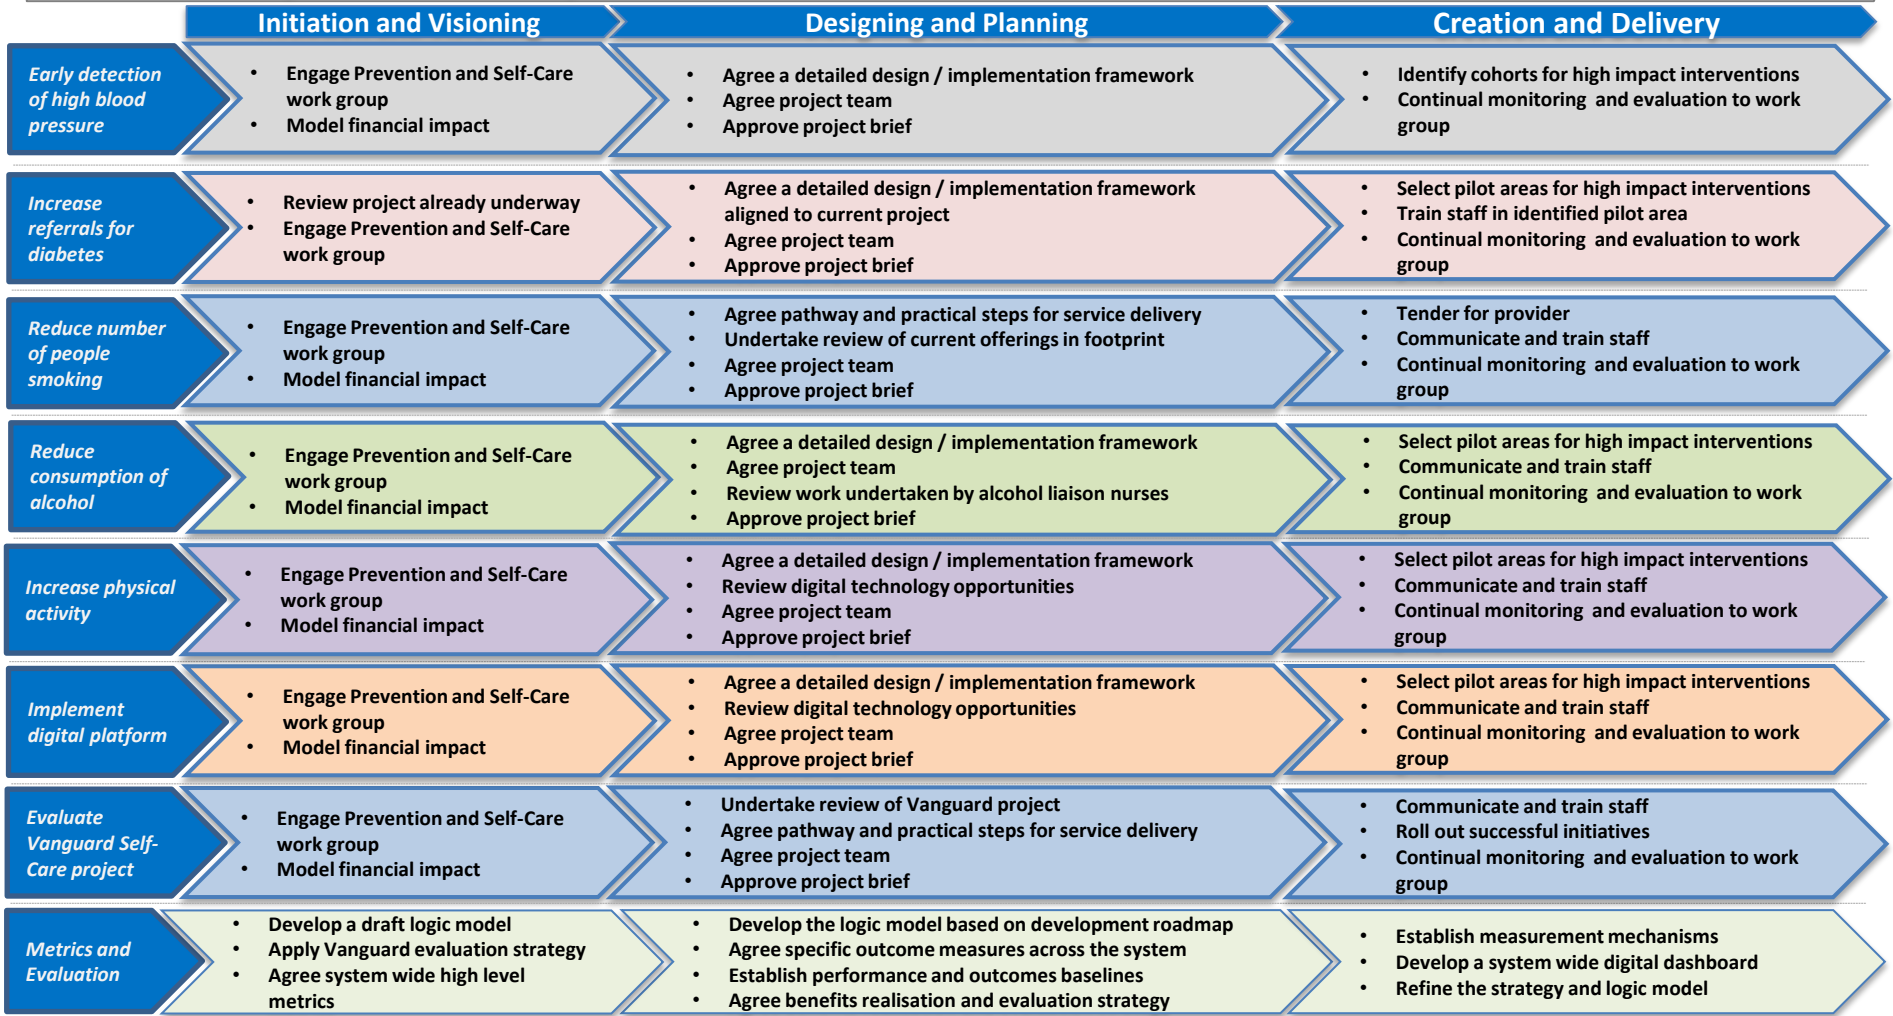 Initiation and Visioning
Designing and Planning
Creation and Delivery
Early detection
of high blood
pressure
• Engage Prevention and Self-Care
work group
• Model financial impact
• Agree a detailed design / implementation framework
• Agree project team
• Approve project brief
• Identify cohorts for high impact interventions
• Continual monitoring and evaluation to work
group
Increase
referrals for
diabetes
• Review project already underway
• Engage Prevention and Self-Care
work group
• Agree a detailed design / implementation framework
aligned to current project
• Agree project team
• Approve project brief
• Select pilot areas for high impact interventions
• Train staff in identified pilot area
• Continual monitoring and evaluation to work
group
Reduce number
of people
smoking
• Engage Prevention and Self-Care
work group
• Model financial impact
• Agree pathway and practical steps for service delivery
• Undertake review of current offerings in footprint
• Agree project team
• Approve project brief
• Tender for provider
• Communicate and train staff
• Continual monitoring and evaluation to work
group
Reduce
consumption of
alcohol
• Engage Prevention and Self-Care
work group
• Model financial impact
• Agree a detailed design / implementation framework
• Agree project team
• Review work undertaken by alcohol liaison nurses
• Approve project brief
• Select pilot areas for high impact interventions
• Communicate and train staff
• Continual monitoring and evaluation to work
group
Increase physical
activity
• Engage Prevention and Self-Care
work group
• Model financial impact
• Agree a detailed design / implementation framework
• Review digital technology opportunities
• Agree project team
• Approve project brief
• Select pilot areas for high impact interventions
• Communicate and train staff
• Continual monitoring and evaluation to work
group
Implement
digital platform
• Engage Prevention and Self-Care
work group
• Model financial impact
• Agree a detailed design / implementation framework
• Review digital technology opportunities
• Agree project team
• Approve project brief
• Select pilot areas for high impact interventions
• Communicate and train staff
• Continual monitoring and evaluation to work
group
Evaluate
Vanguard Self-
Care project
• Engage Prevention and Self-Care
work group
• Model financial impact
• Undertake review of Vanguard project
• Agree pathway and practical steps for service delivery
• Agree project team
• Approve project brief
• Communicate and train staff
• Roll out successful initiatives
• Continual monitoring and evaluation to work
group
Metrics and
Evaluation
• Develop a draft logic model
• Apply Vanguard evaluation strategy
• Agree system wide high level
metrics
• Develop the logic model based on development roadmap
• Agree specific outcome measures across the system
• Establish performance and outcomes baselines
• Agree benefits realisation and evaluation strategy
• Establish measurement mechanisms
• Develop a system wide digital dashboard
• Refine the strategy and logic model